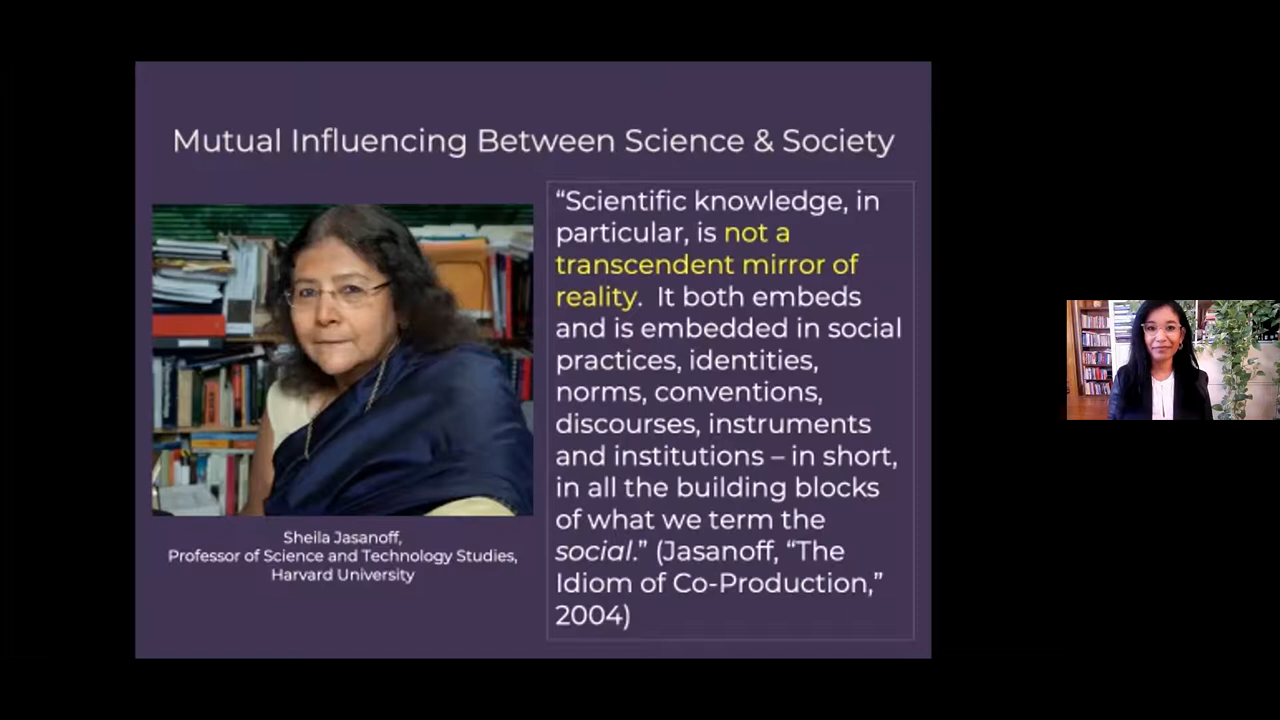 Mutual Influencing Between Science & Society
“Scientific knowledge, in
particular, is not a
transcendent mirror of
reality.  It both embeds
and is embedded in social
practices, identities,
norms, conventions,
discourses, instruments
and institutions – in short,
in all the building blocks
of what we term the
social.” (Jasanoff, “The
Idiom of Co-Production,”
2004)
Sheila Jasanoff,
Professor of Science and Technology Studies,
Harvard University